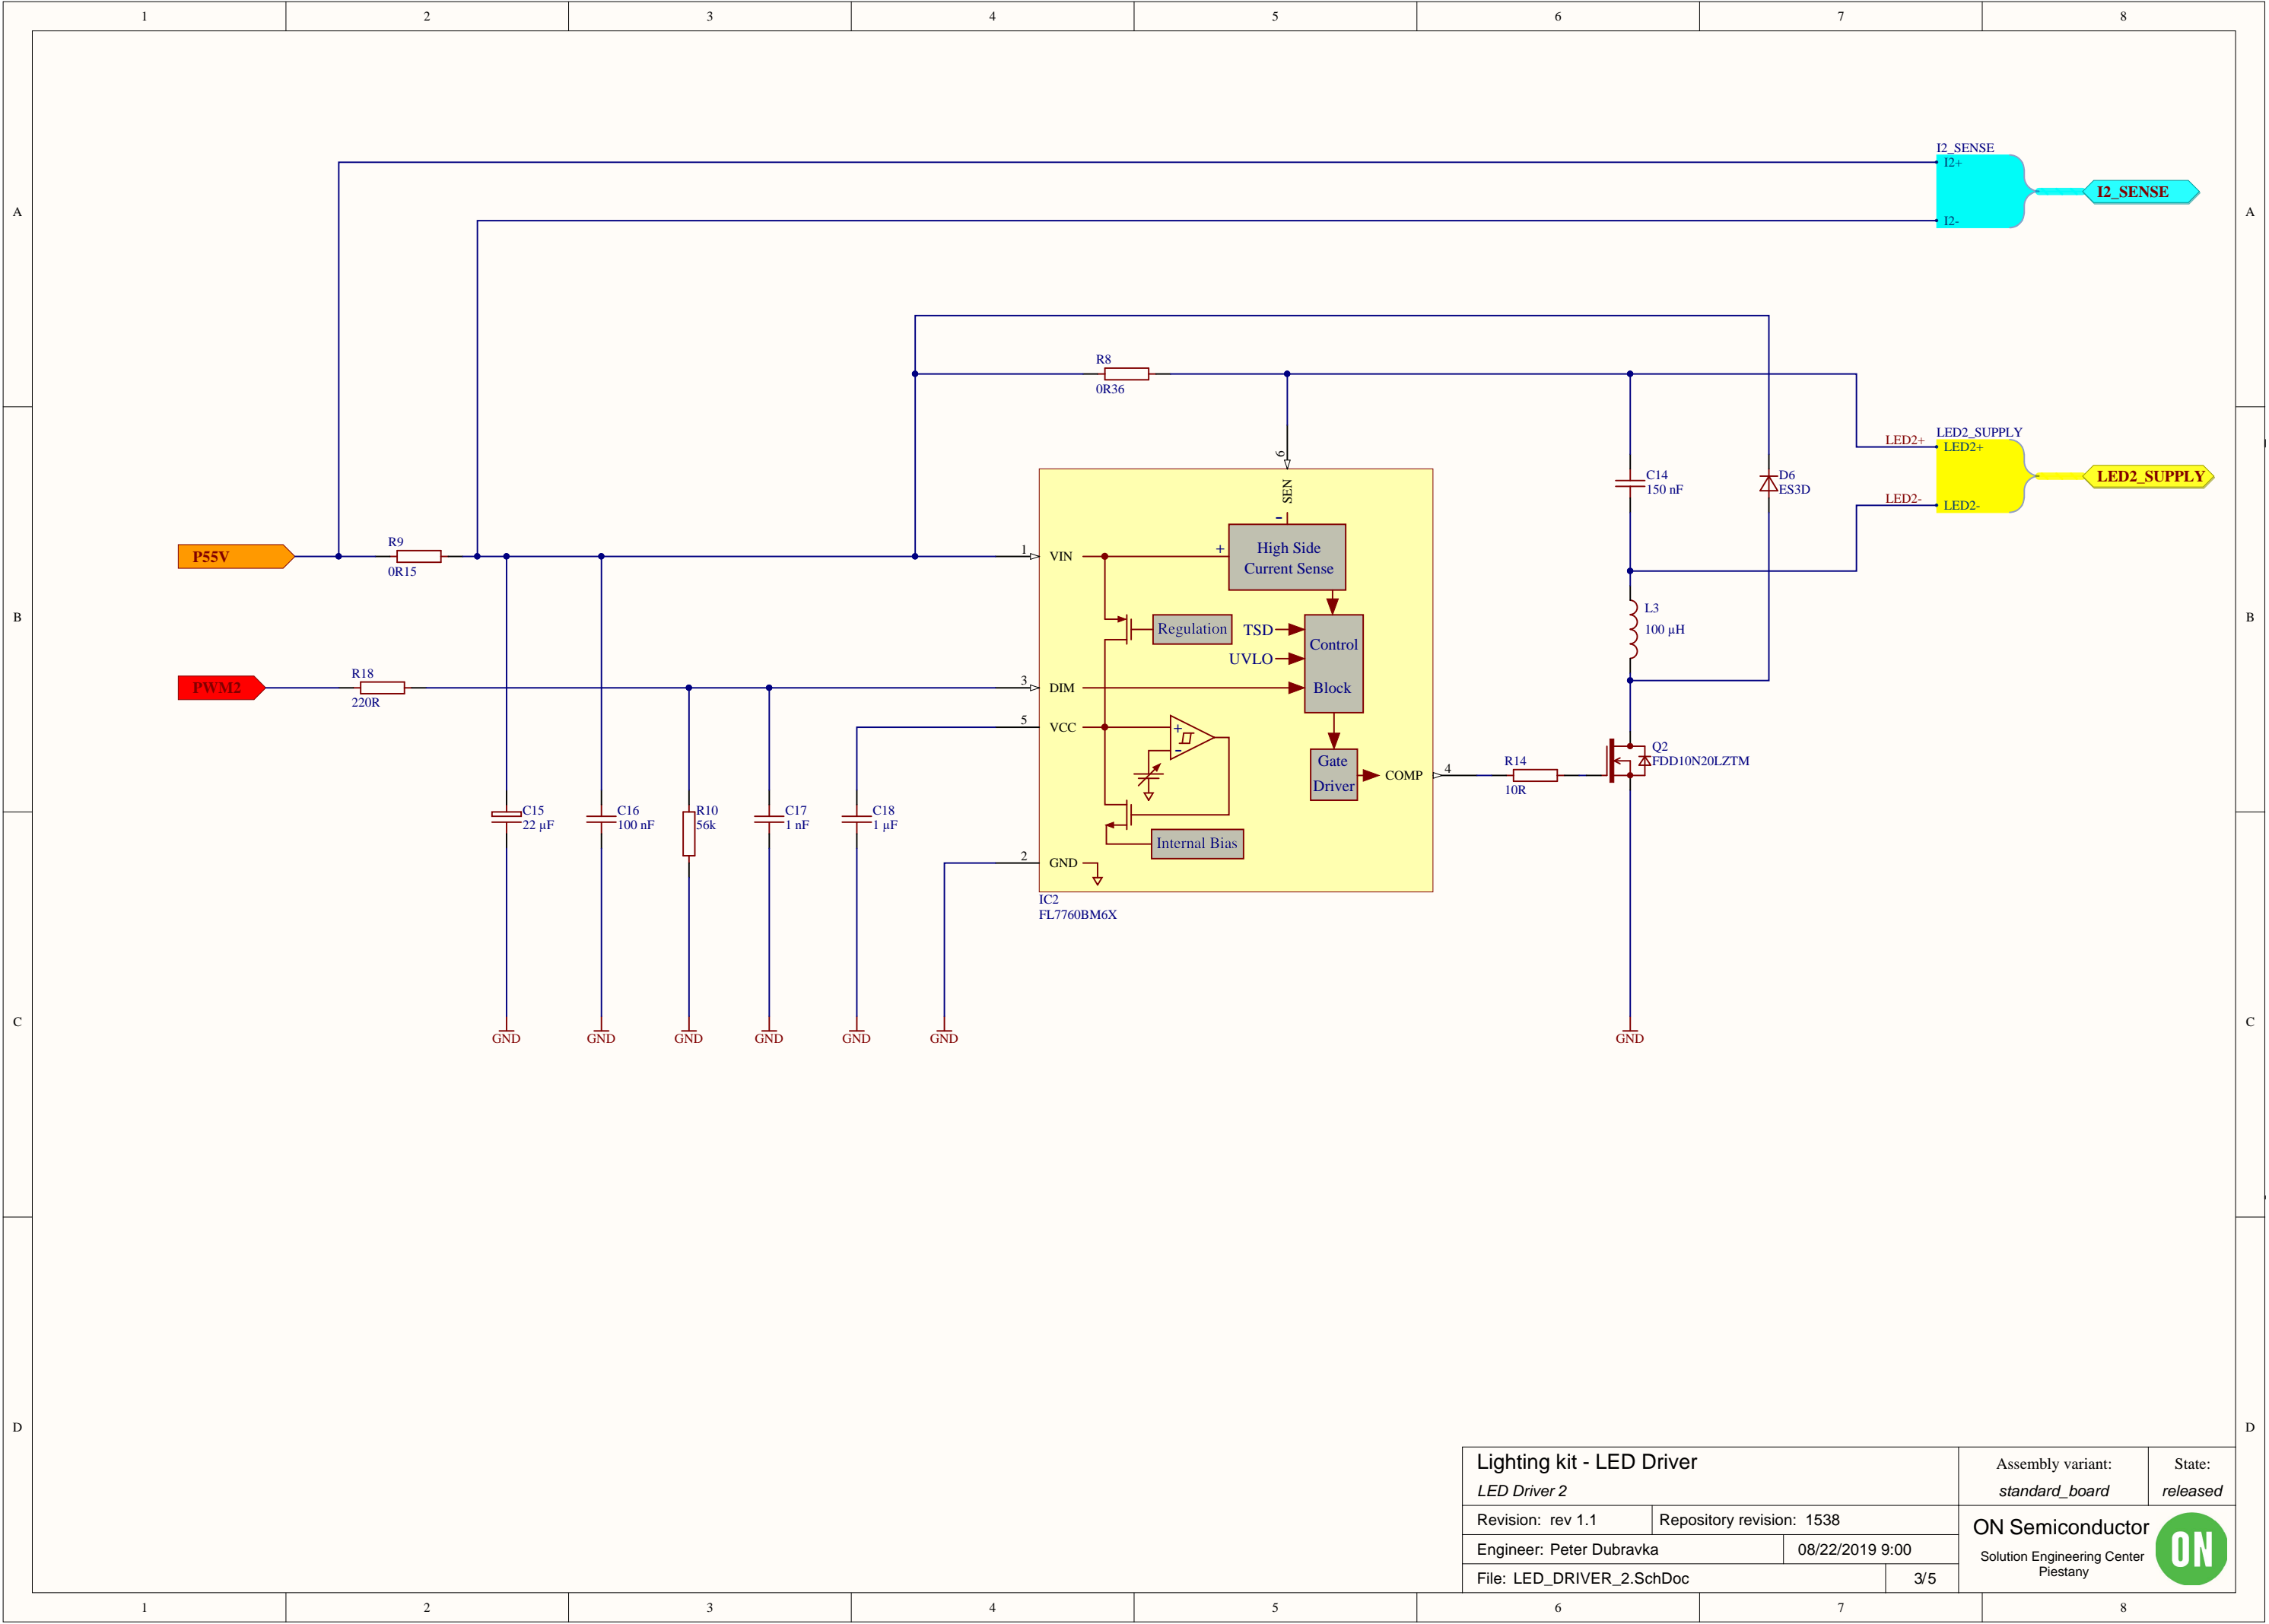 1 2 3 4 5 6 7 8
A A
I2_SENSE
I2+
I2-
I2_SENSE
R8
0R36
LED2+
LED2-
LED2_SUPPLY
LED2+
LED2-
LED2_SUPPLY
C14
150 nF
D6
ES3D
6
SEN
-
P55V
R9
0R15
1
VIN
+
High Side
Current Sense
B B
Regulation
TSD
UVLO
Control
Block
L3
100 µH
PWM2
R18
220R
3
DIM
5
VCC
+
-
Gate
Driver
COMP
4
R14
10R
Q2
FDD10N20LZTM
C15
22 µF
C16
100 nF
R10
56k
C17
1 nF
C18
1 µF
Internal Bias
2
GND
IC2
FL7760BM6X
C C
GND GND GND GND GND GND GND
D D
Lighting kit - LED Driver
LED Driver 2
Assembly variant:
standard_board
State:
released
Revision: rev 1.1
Repository revision: 1538
Engineer: Peter Dubravka
08/22/2019 9:00
File: LED_DRIVER_2.SchDoc
3/5
ON Semiconductor
Solution Engineering Center
Piestany
ON
1 2 3 4 5 6 7 8